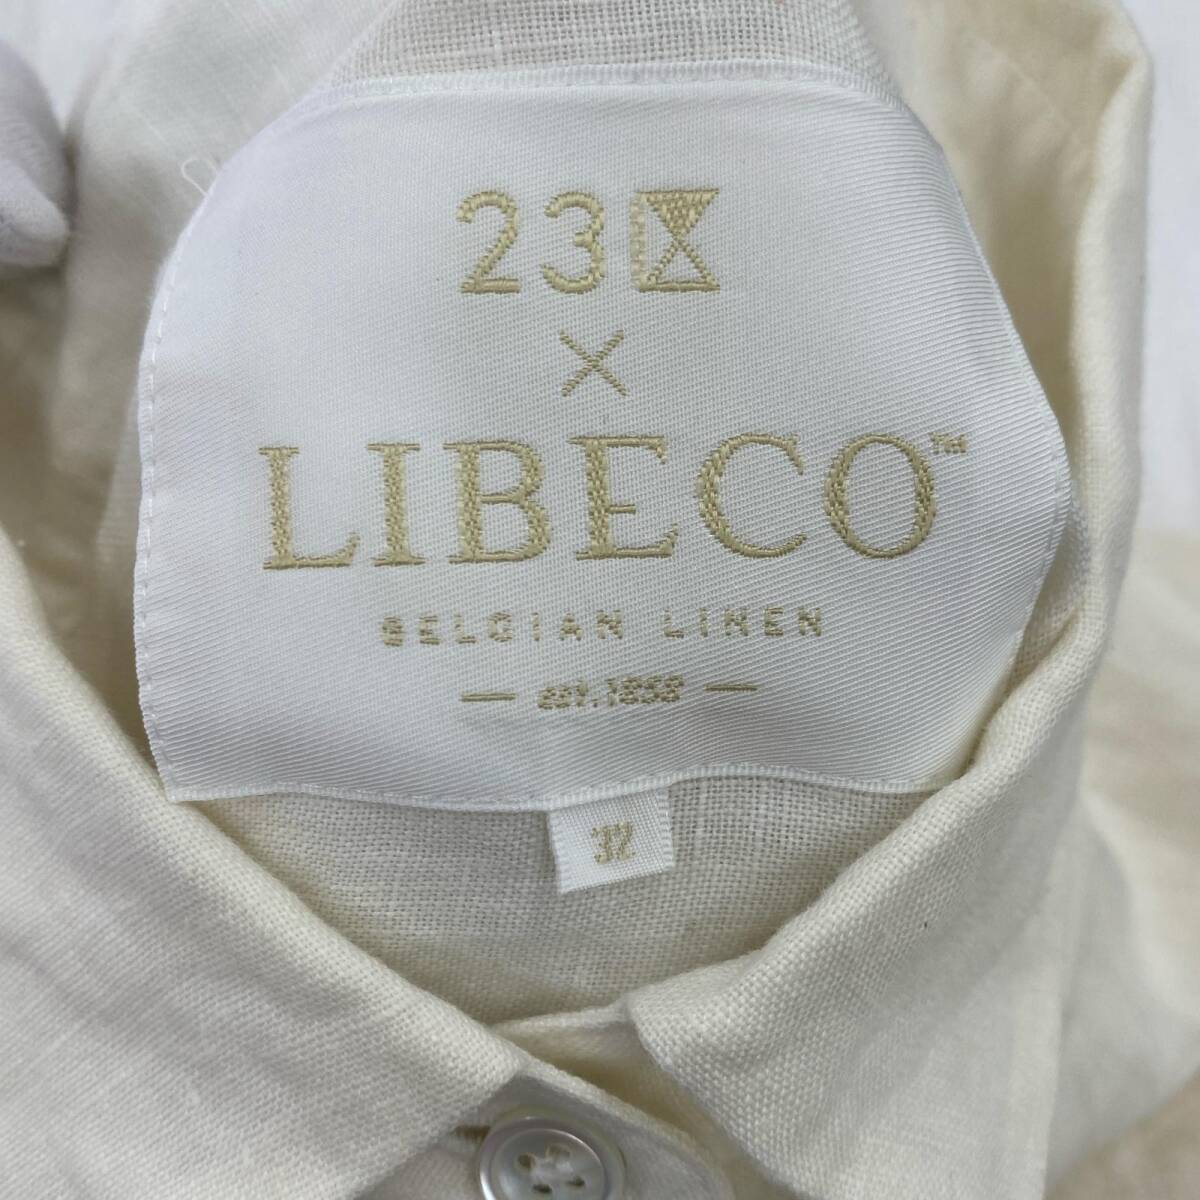 23区
×
LIBECO™
BELGIAN LINEN
— est.1858 —
32